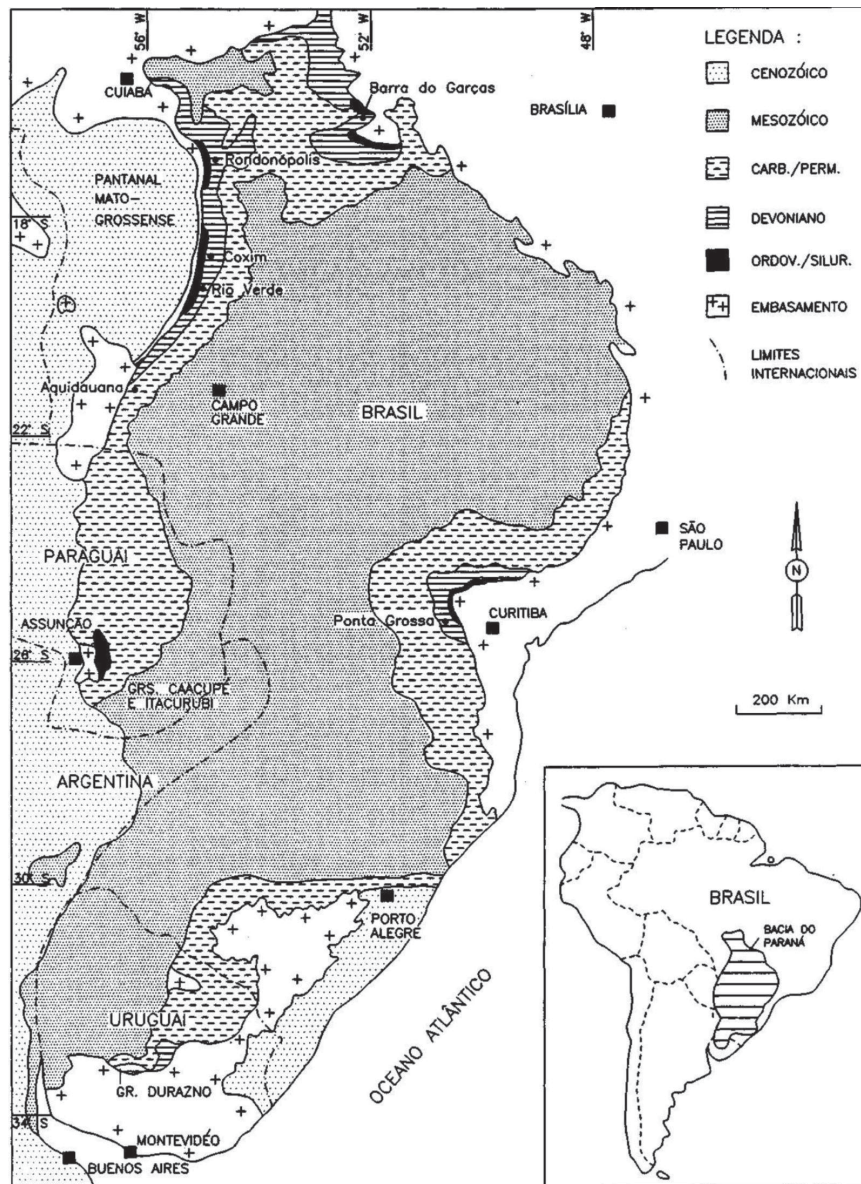 56° W
52° W
48° W
LEGENDA :
CENOZÓICO
MESOZÓICO
CARB./PERM.
DEVONIANO
ORDOV./SILUR.
EMBASAMENTO
LIMITES
INTERNACIONAIS
CUIABÁ
Barra do Garças
BRASÍLIA
Rondonópolis
PANTANAL
MATO-
GROSSENSE
18° S
Coxim
Rio Verde
Aquidauana
CAMPO
GRANDE
BRASIL
22° S
SÃO
PAULO
PARAGUAI
Ponta Grossa
CURITIBA
N
ASSUNÇÃO
26° S
GRS. CAACUPÉ
E ITACURUBI
200 Km
ARGENTINA
30° S
PORTO
ALEGRE
URUGUAI
OCEANO ATLÂNTICO
GR. DURAZNO
34° S
MONTEVIDÉO
BUENOS AIRES
BRASIL
BACIA DO
PARANÁ